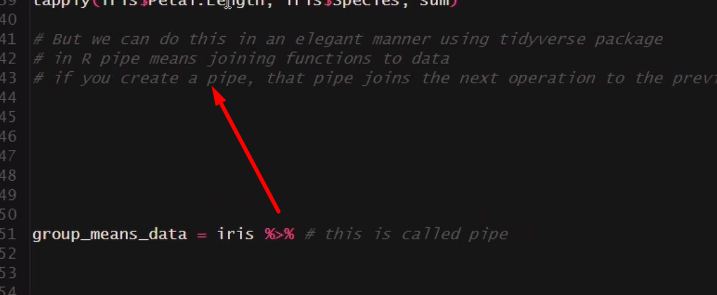 39 tapply(iris$Petal.Length, iris$Species, sum)
40
41 # But we can do this in an elegant manner using tidyverse package
42 # in R pipe means joining functions to data
43 # if you create a pipe, that pipe joins the next operation to the previ
44
45
46
47
48
49
50
51 group_means_data = iris %>% # this is called pipe
52
53
54